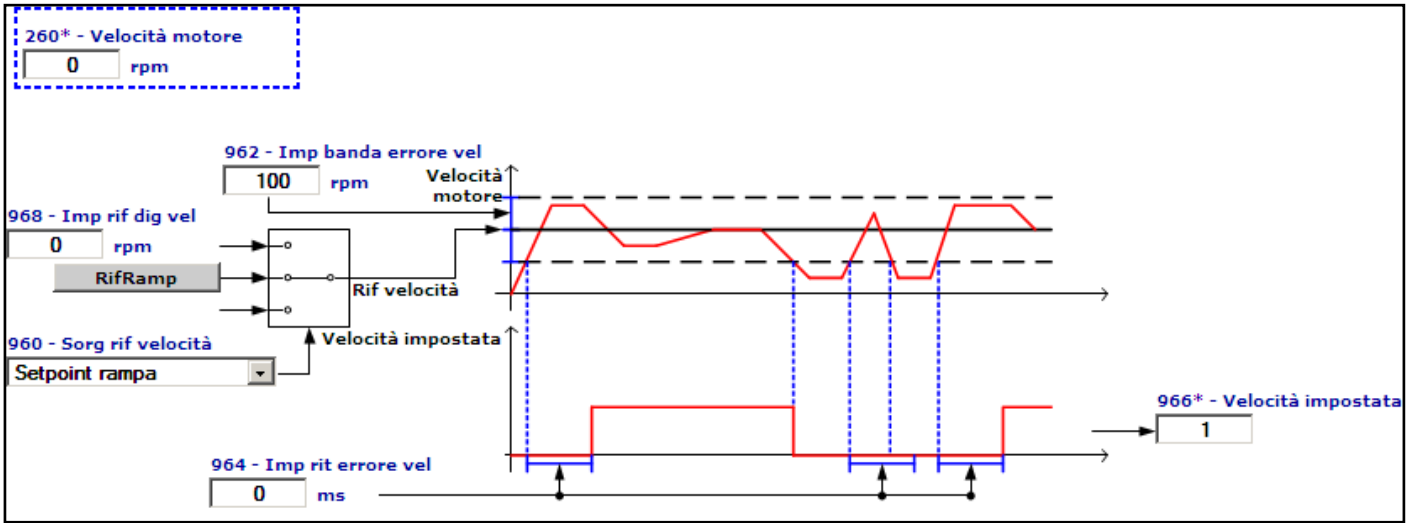 260* - Velocità motore
0 rpm
962 - Imp banda errore vel
100 rpm
Velocità
motore
968 - Imp rif dig vel
0 rpm
RifRamp
Rif velocità
960 - Sorg rif velocità
Setpoint rampa
Velocità impostata
966* - Velocità impostata
1
964 - Imp rit errore vel
0 ms